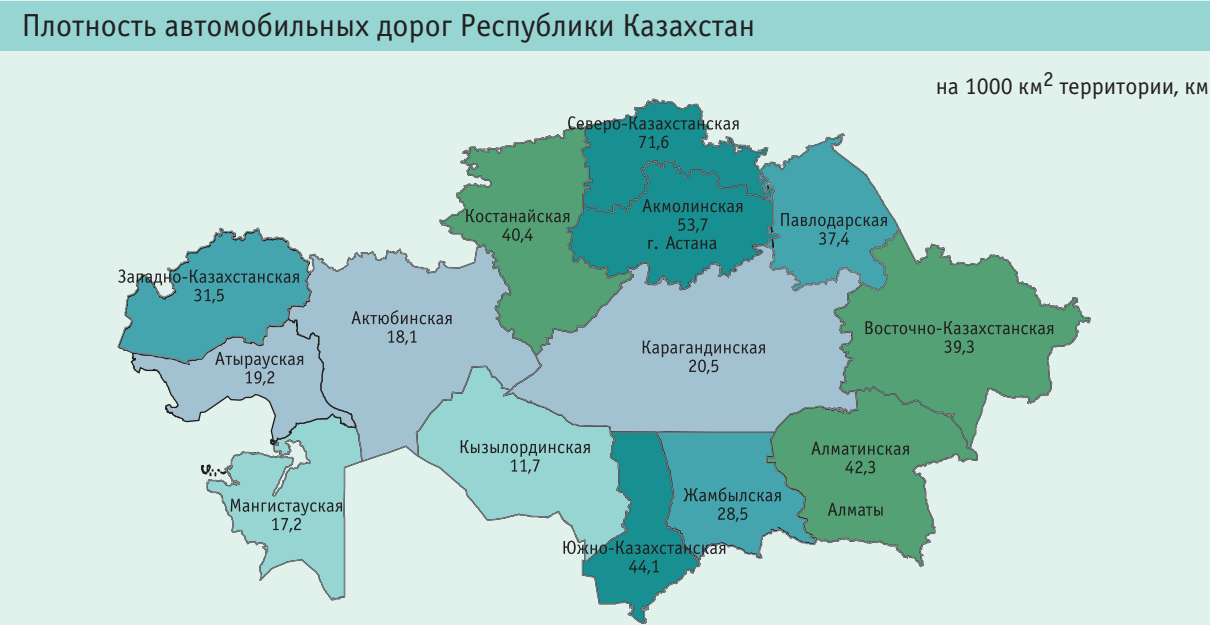 Плотность автомобильных дорог Республики Казахстан
на 1000 км² территории, км
Северо-Казахстанская
71,6
Акмолинская
53,7
г. Астана
Костанайская
40,4
Павлодарская
37,4
Западно-Казахстанская
31,5
Актюбинская
18,1
Атырауская
19,2
Карагандинская
20,5
Восточно-Казахстанская
39,3
Кызылординская
11,7
Алматинская
42,3
Алматы
Мангистауская
17,2
Жамбылская
28,5
Южно-Казахстанская
44,1